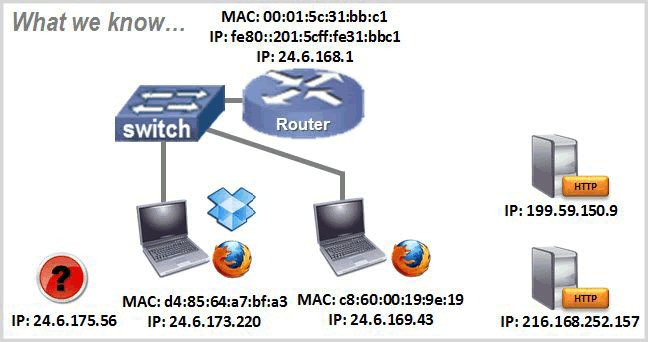 What we know...
MAC: 00:01:5c:31:bb:c1
IP: fe80::201:5cff:fe31:bbc1
IP: 24.6.168.1
switch
Router
HTTP
IP: 199.59.150.9
?
MAC: d4:85:64:a7:bf:a3
IP: 24.6.173.220
MAC: c8:60:00:19:9e:19
IP: 24.6.169.43
HTTP
IP: 24.6.175.56
IP: 216.168.252.157